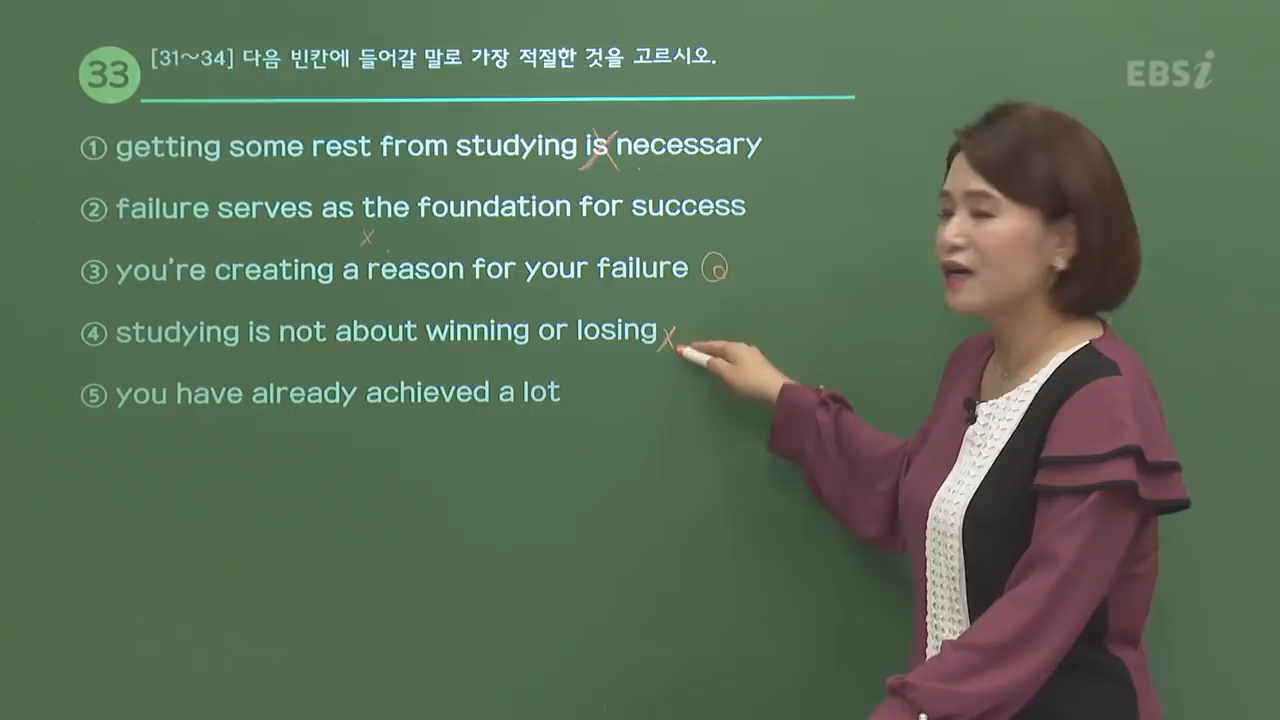 33 [31～34] 다음 빈칸에 들어갈 말로 가장 적절한 것을 고르시오.
EBSi
① getting some rest from studying is necessary
② failure serves as the foundation for success
③ you're creating a reason for your failure
④ studying is not about winning or losing
⑤ you have already achieved a lot